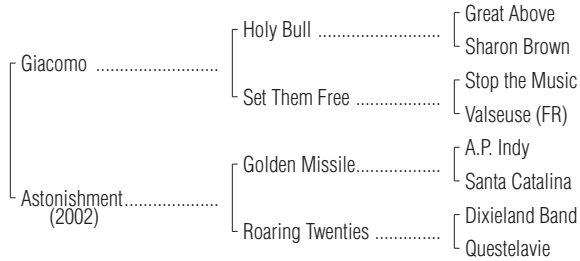 Great Above
Holy Bull ........................
Sharon Brown
Giacomo ........................
Stop the Music
Set Them Free .................
Valseuse (FR)
A.P. Indy
Golden Missile.................
Santa Catalina
Astonishment...................
(2002)
Dixieland Band
Roaring Twenties .............
Questelavie